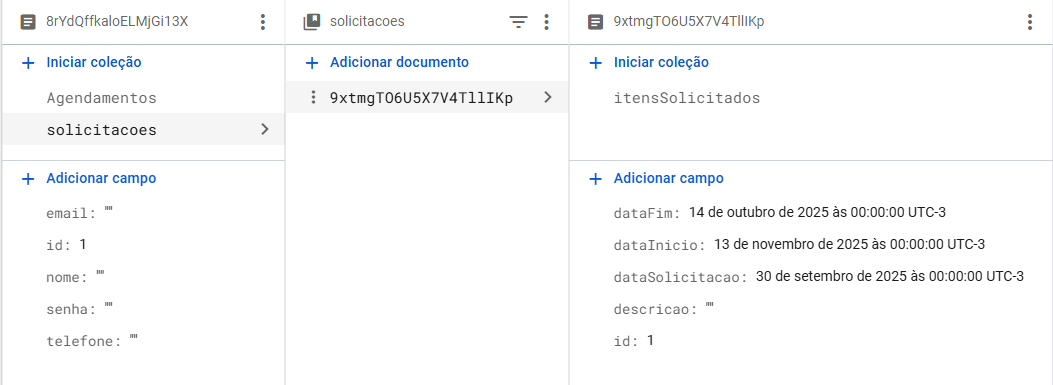 8rYdQffkaloELMjGi13X
Iniciar coleção
Agendamentos
solicitacoes
Adicionar campo
email: ""
id: 1
nome: ""
senha: ""
telefone: ""
solicitacoes
Adicionar documento
9xtmgTO6U5X7V4TllIKp
9xtmgTO6U5X7V4TllIKp
Iniciar coleção
itensSolicitados
Adicionar campo
dataFim: 14 de outubro de 2025 às 00:00:00 UTC-3
dataInicio: 13 de novembro de 2025 às 00:00:00 UTC-3
dataSolicitacao: 30 de setembro de 2025 às 00:00:00 UTC-3
descricao: ""
id: 1